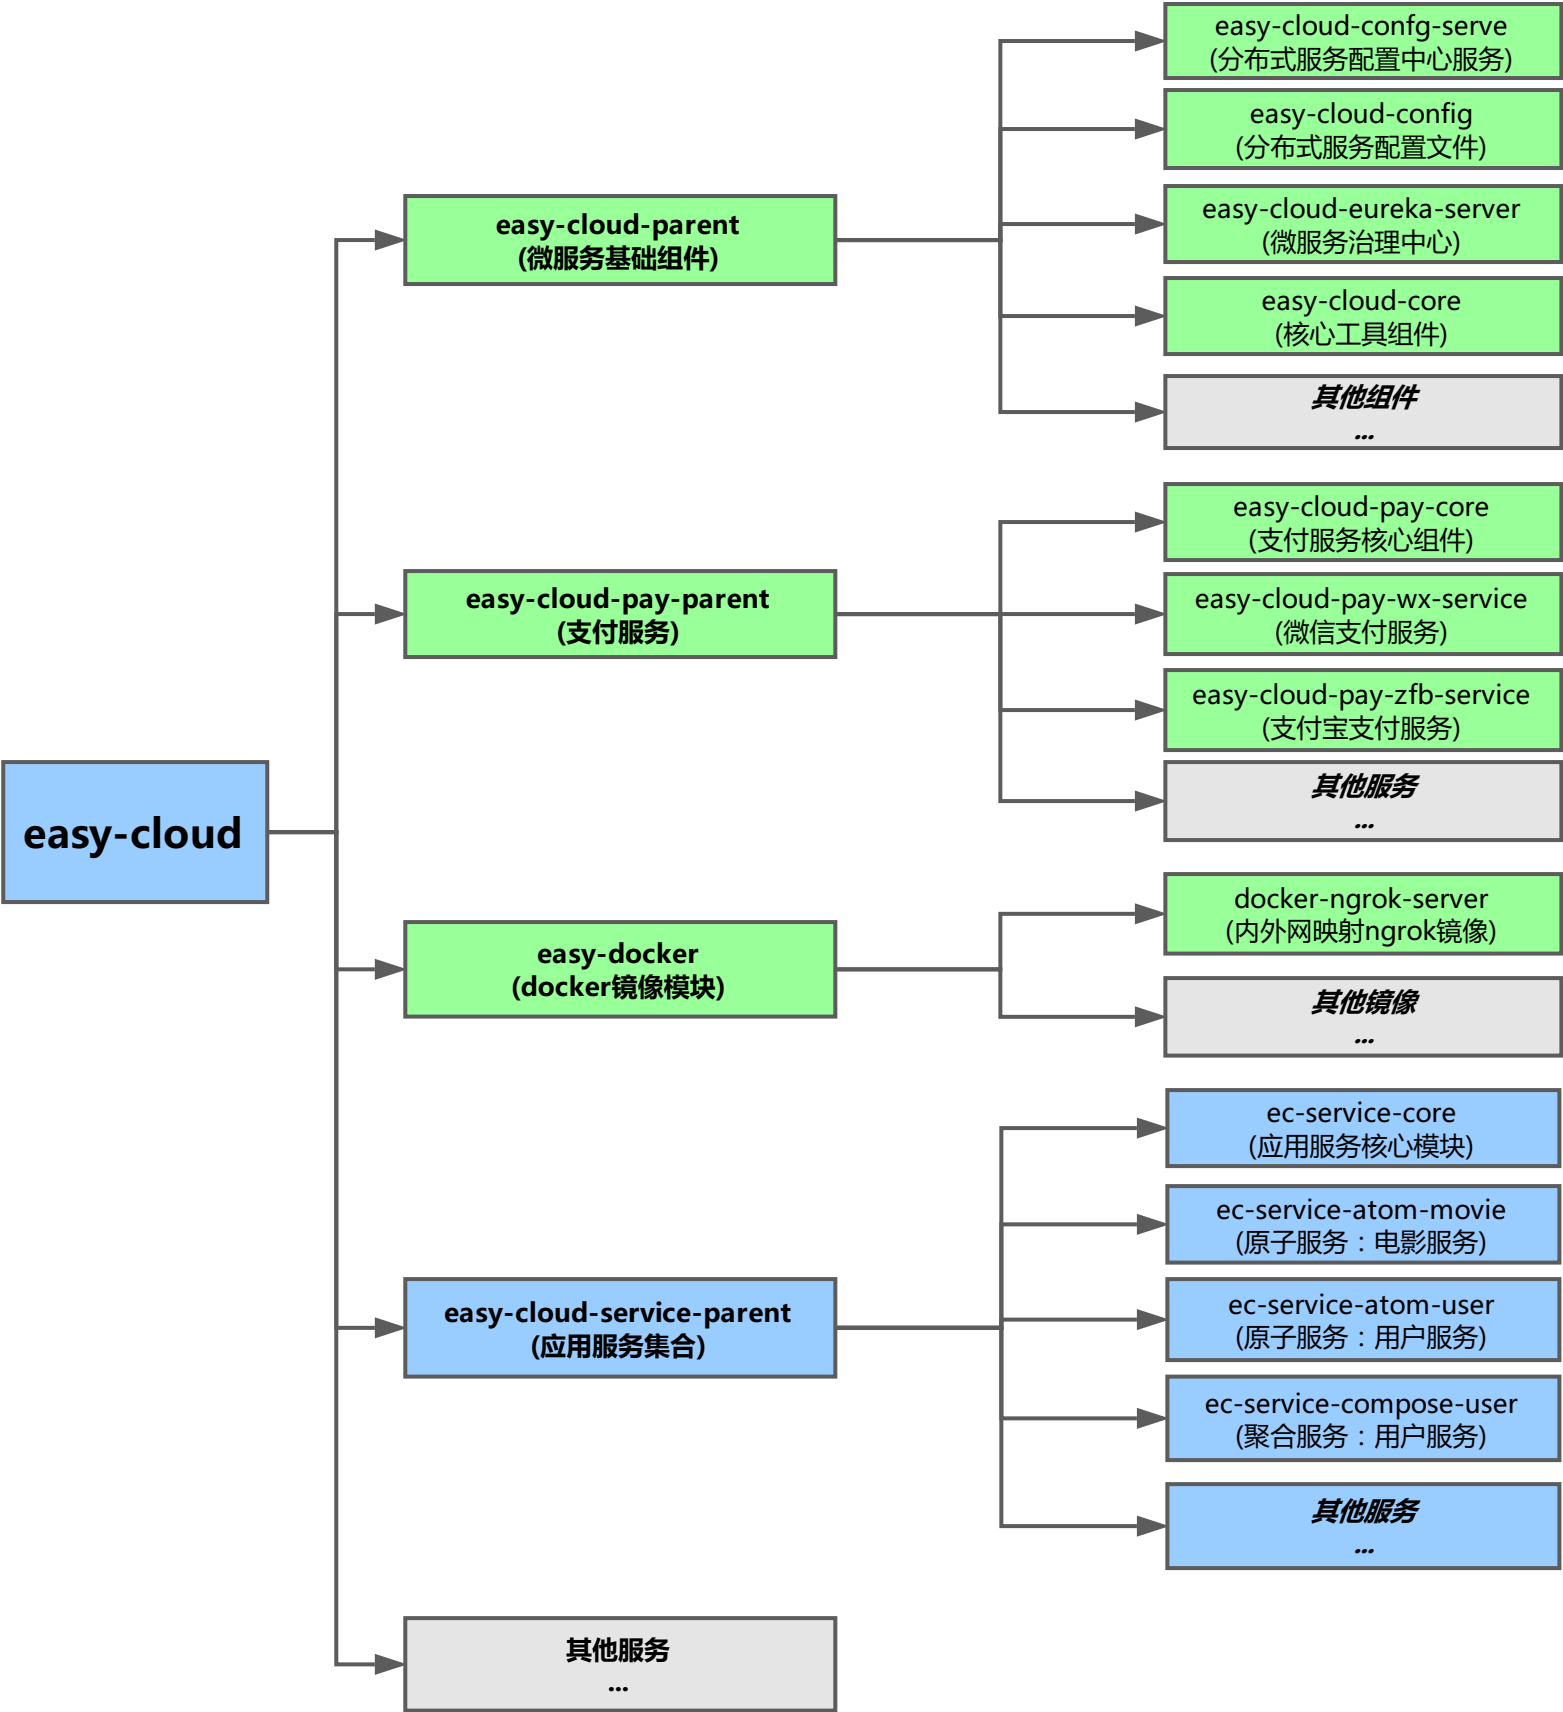 easy-cloud
easy-cloud-parent
(微服务基础组件)
easy-cloud-confg-serve
(分布式服务配置中心服务)
easy-cloud-config
(分布式服务配置文件)
easy-cloud-eureka-server
(微服务治理中心)
easy-cloud-core
(核心工具组件)
其他组件
...
easy-cloud-pay-parent
(支付服务)
easy-cloud-pay-core
(支付服务核心组件)
easy-cloud-pay-wx-service
(微信支付服务)
easy-cloud-pay-zfb-service
(支付宝支付服务)
其他服务
...
easy-docker
(docker镜像模块)
docker-ngrok-server
(内外网映射ngrok镜像)
其他镜像
...
easy-cloud-service-parent
(应用服务集合)
ec-service-core
(应用服务核心模块)
ec-service-atom-movie
(原子服务：电影服务)
ec-service-atom-user
(原子服务：用户服务)
ec-service-compose-user
(聚合服务：用户服务)
其他服务
...
其他服务
...